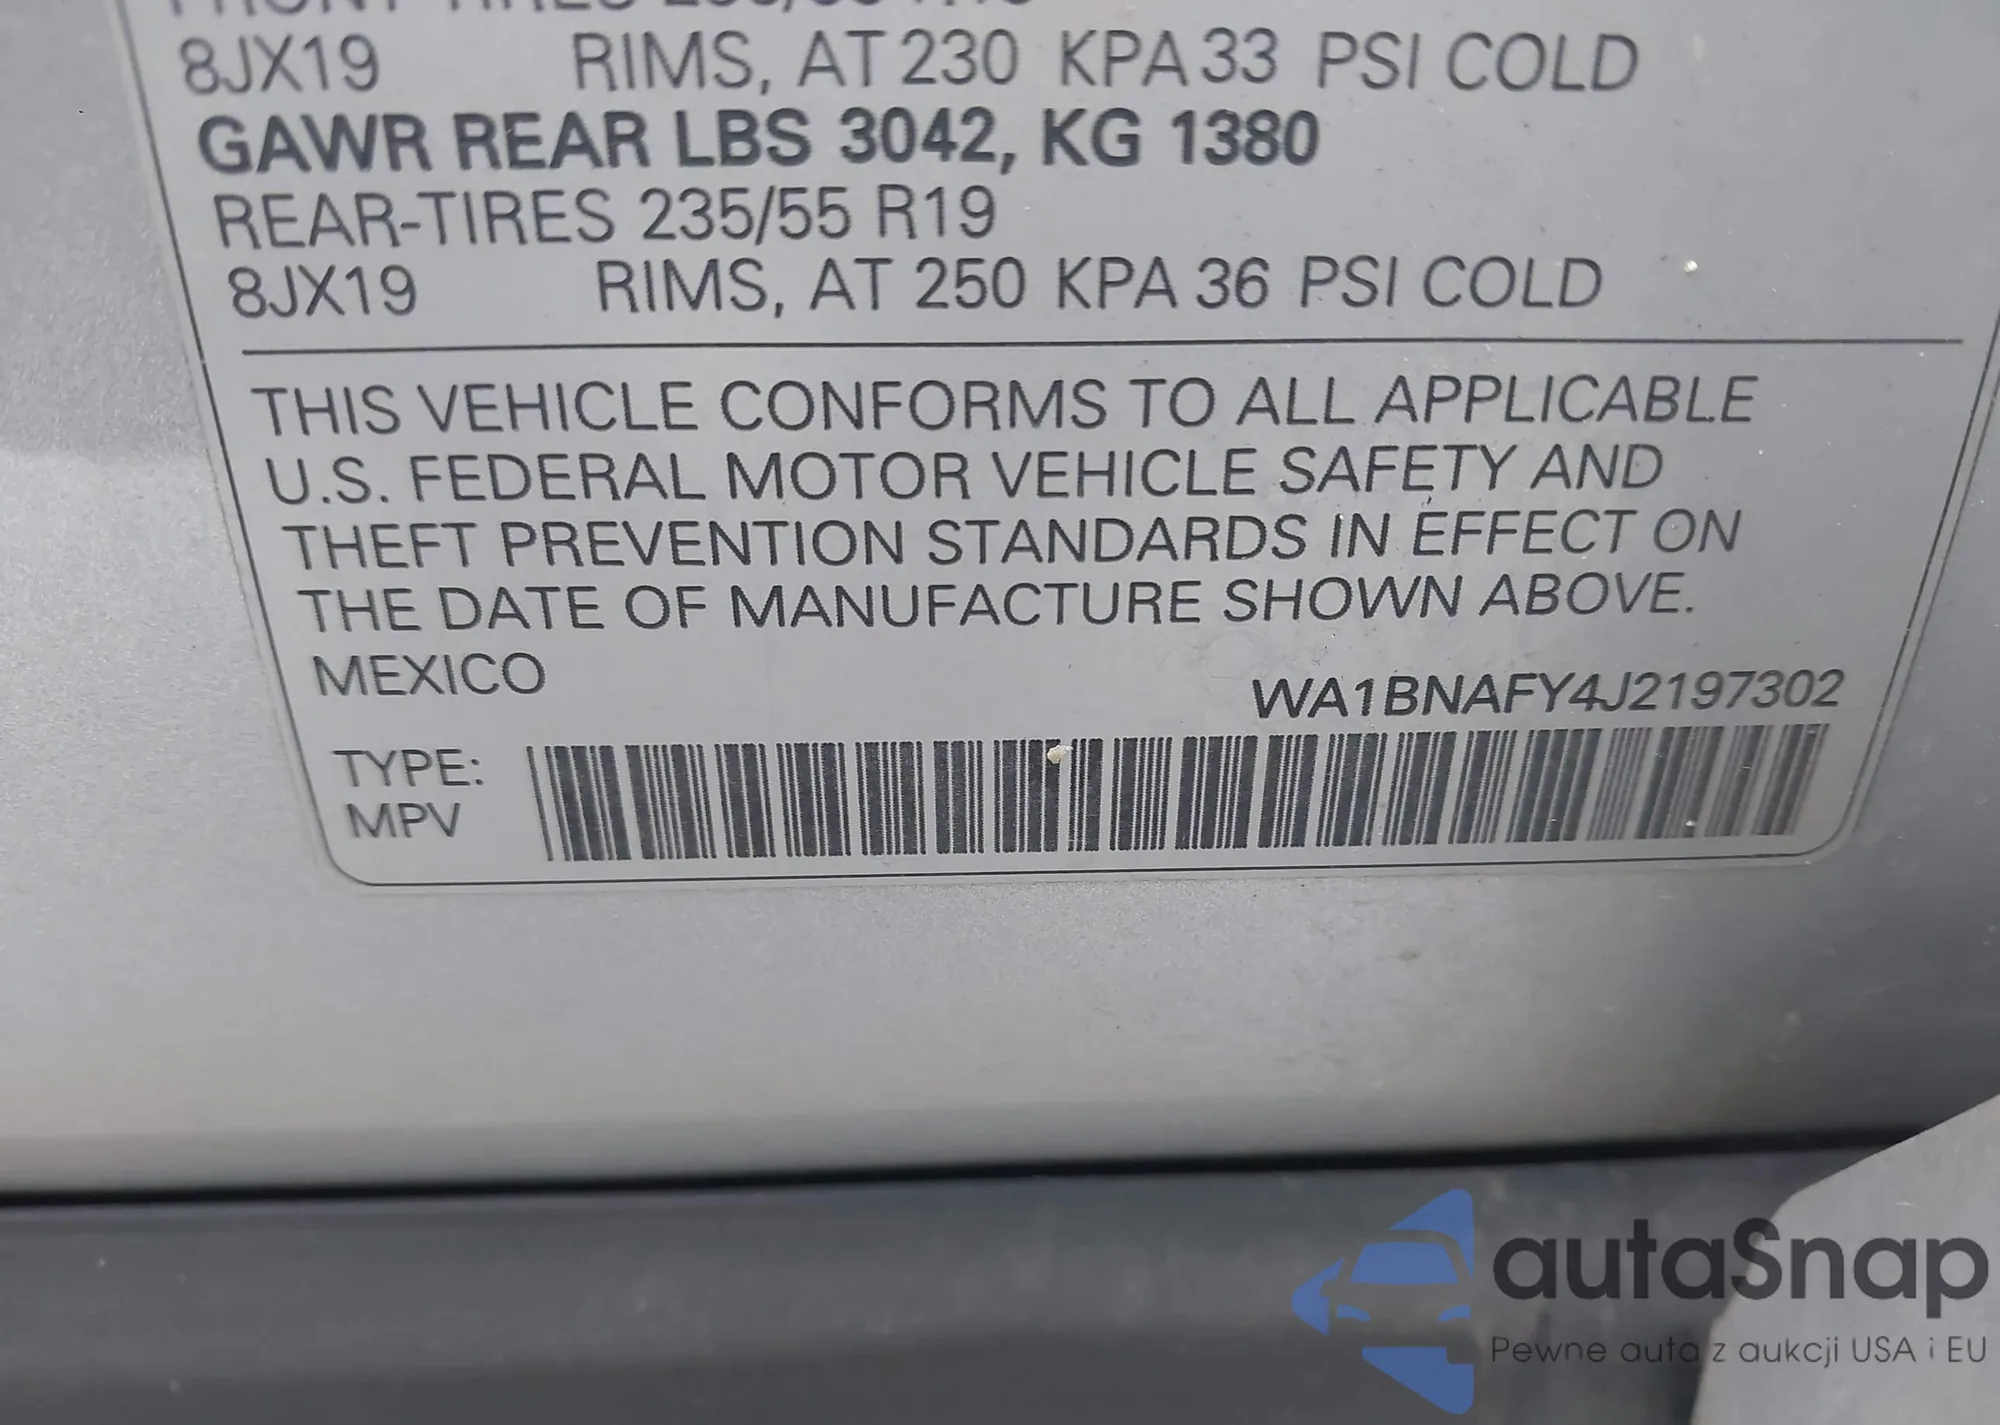 8JX19 RIMS, AT 230 KPA 33 PSI COLD
GAWR REAR LBS 3042, KG 1380
REAR-TIRES 235/55 R19
8JX19 RIMS, AT 250 KPA 36 PSI COLD
THIS VEHICLE CONFORMS TO ALL APPLICABLE
U.S. FEDERAL MOTOR VEHICLE SAFETY AND
THEFT PREVENTION STANDARDS IN EFFECT ON
THE DATE OF MANUFACTURE SHOWN ABOVE.
MEXICO
WA1BNAFY4J2197302
TYPE:
MPV
autaSnap
Pewne auta z aukcji USA i EU